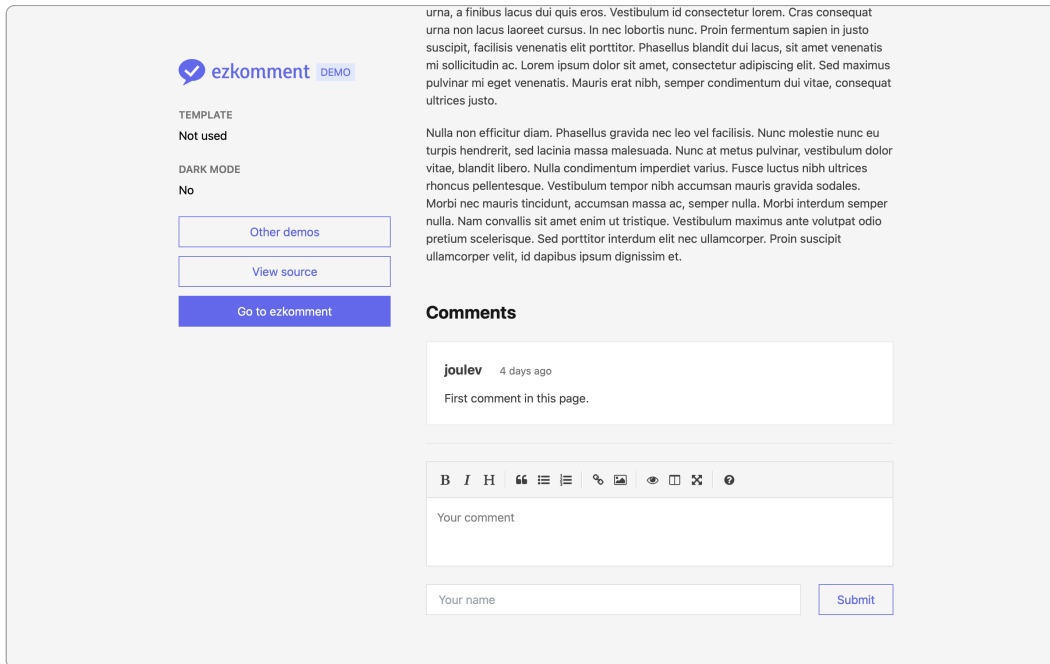 ezkomment DEMO
TEMPLATE
Not used
DARK MODE
No
Other demos
View source
Go to ezkomment
urna, a finibus lacus dui quis eros. Vestibulum id consectetur lorem. Cras consequat
urna non lacus laoreet cursus. In nec lobortis nunc. Proin fermentum sapien in justo
suscipit, facilisis venenatis elit porttitor. Phasellus blandit dui lacus, sit amet venenatis
mi sollicitudin ac. Lorem ipsum dolor sit amet, consectetur adipiscing elit. Sed maximus
pulvinar mi eget venenatis. Mauris erat nibh, semper condimentum dui vitae, consequat
ultrices justo.
Nulla non efficitur diam. Phasellus gravida nec leo vel facilisis. Nunc molestie nunc eu
turpis hendrerit, sed lacinia massa malesuada. Nunc at metus pulvinar, vestibulum dolor
vitae, blandit libero. Nulla condimentum imperdiet varius. Fusce luctus nibh ultrices
rhoncus pellentesque. Vestibulum tempor nibh accumsan mauris gravida sodales.
Morbi nec mauris tincidunt, accumsan massa ac, semper nulla. Morbi interdum semper
nulla. Nam convallis sit amet enim ut tristique. Vestibulum maximus ante volutpat odio
pretium scelerisque. Sed porttitor interdum elit nec ullamcorper. Proin suscipit
ullamcorper velit, id dapibus ipsum dignissim et.
Comments
joulev 4 days ago
First comment in this page.
B I H
Your comment
Your name
Submit